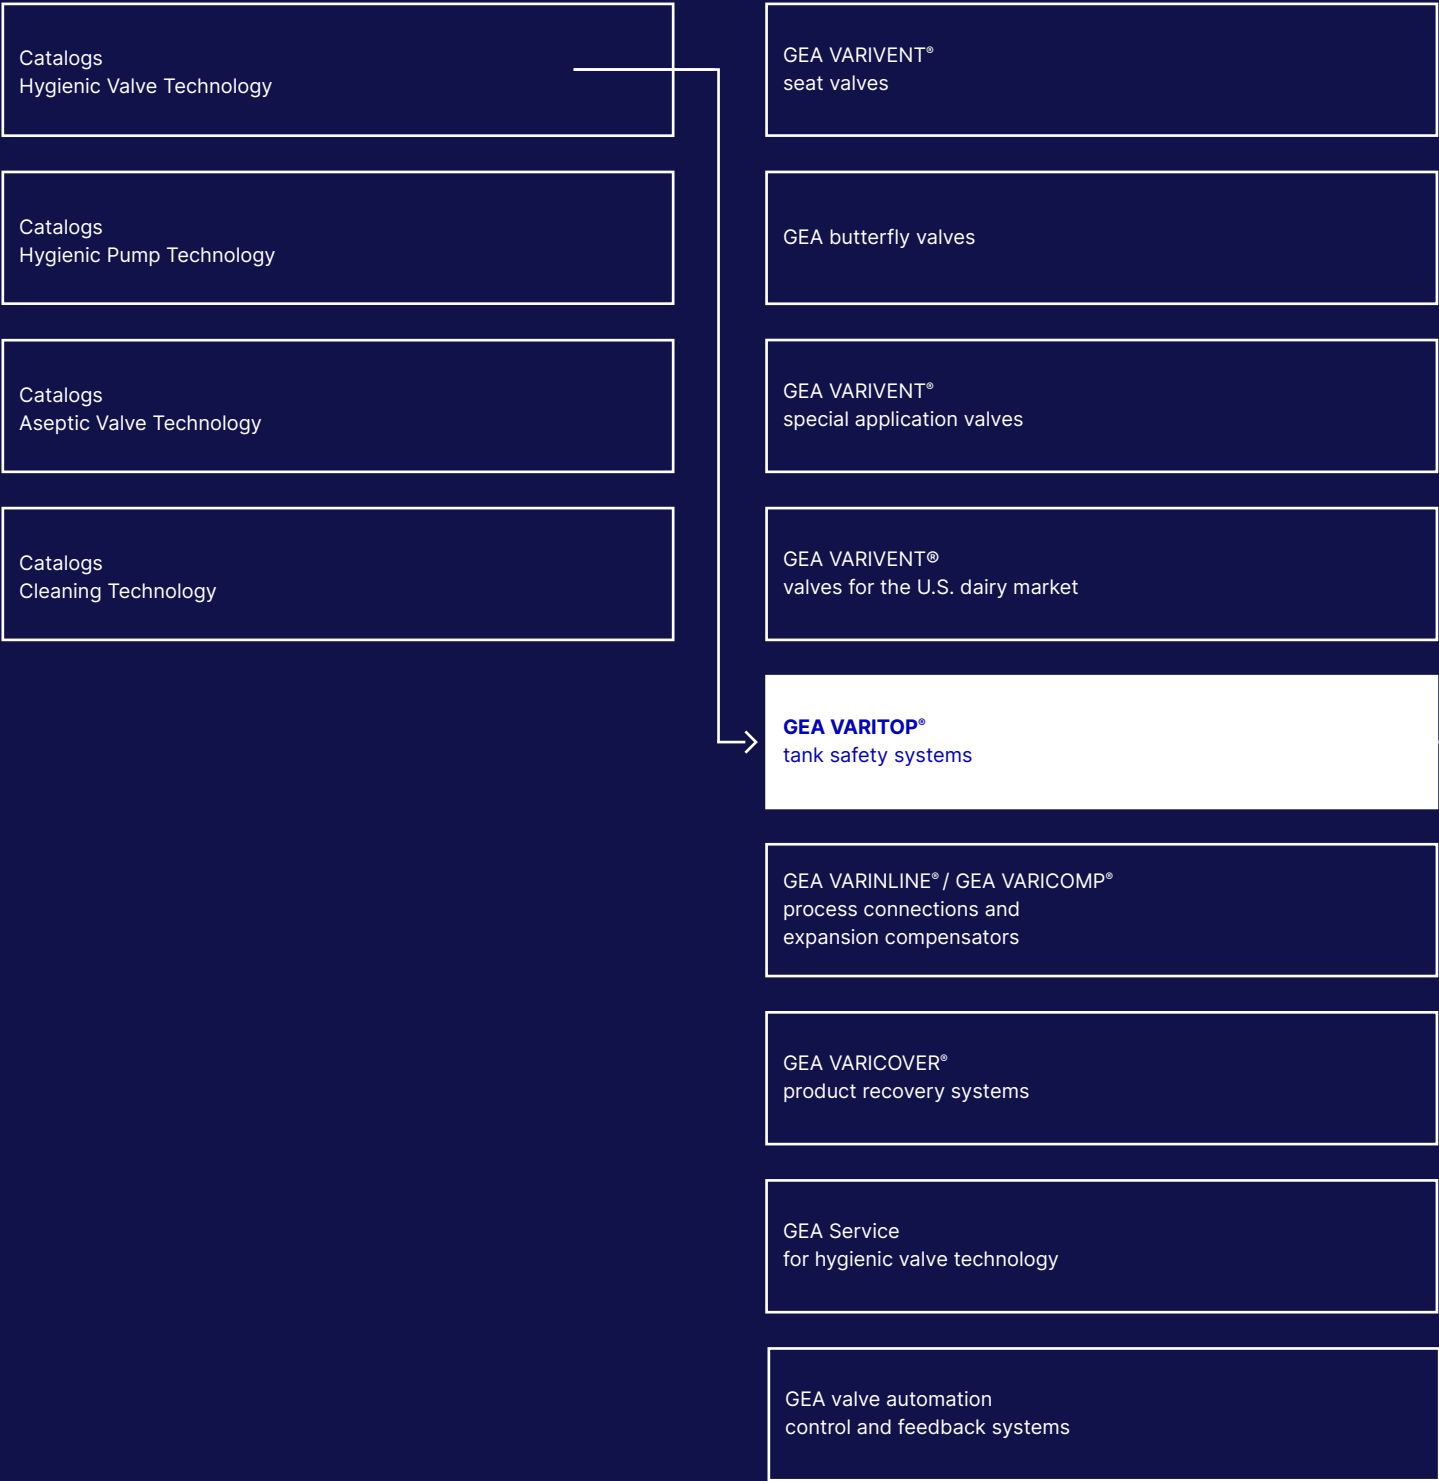 Catalogs
Hygienic Valve Technology
Catalogs
Hygienic Pump Technology
Catalogs
Aseptic Valve Technology
Catalogs
Cleaning Technology
GEA VARIVENT®
seat valves
GEA butterfly valves
GEA VARIVENT®
special application valves
GEA VARIVENT®
valves for the U.S. dairy market
GEA VARITOP®
tank safety systems
GEA VARINLINE® / GEA VARICOMP®
process connections and
expansion compensators
GEA VARICOVER®
product recovery systems
GEA Service
for hygienic valve technology
GEA valve automation
control and feedback systems